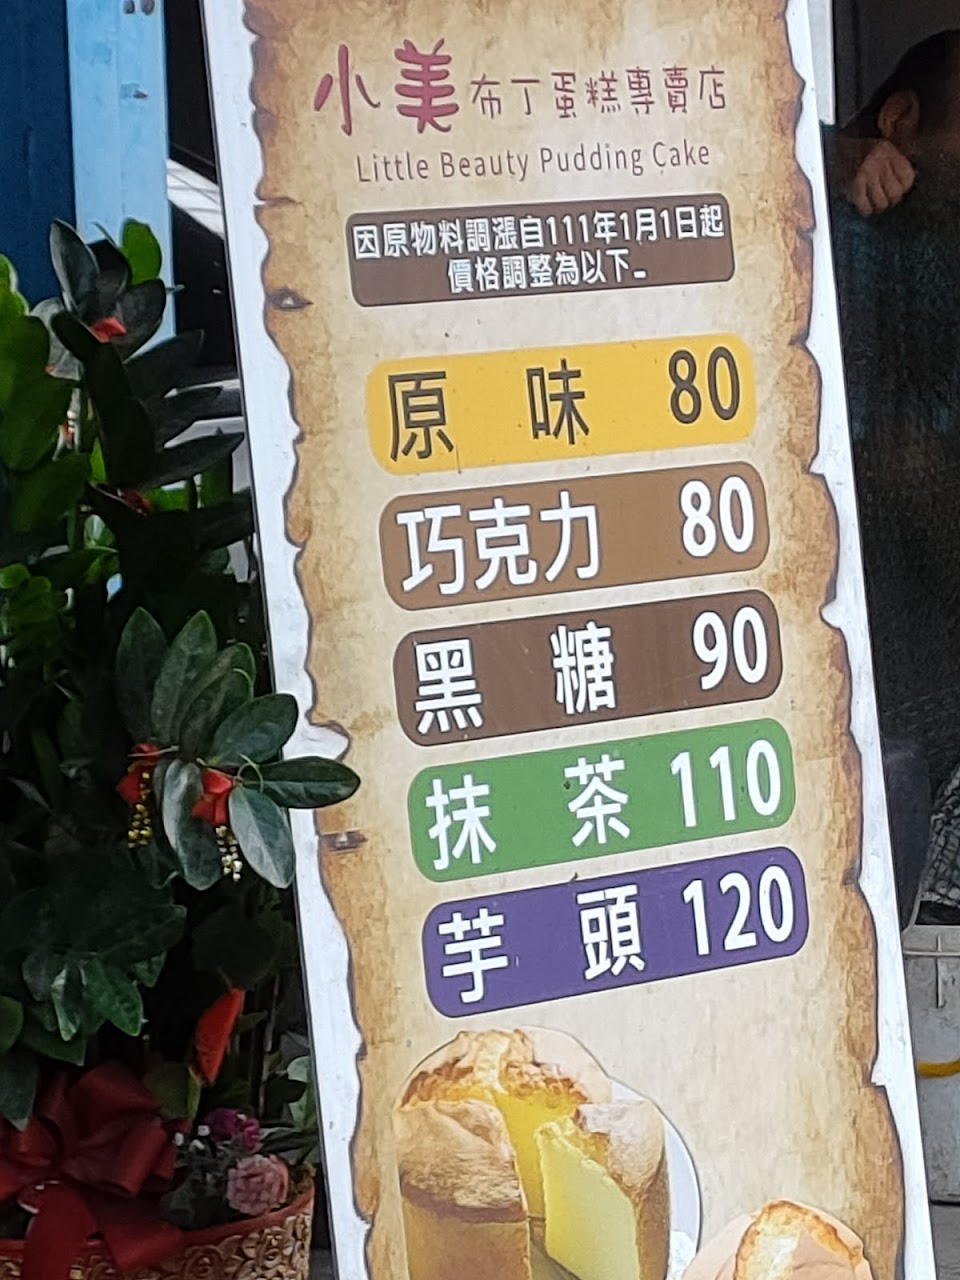 小美布丁蛋糕專賣店
Little Beauty Pudding Cake
因原物料調漲自111年1月1日起
價格調整為以下
原味 80
巧克力 80
黑糖 90
抹茶 110
芋頭 120